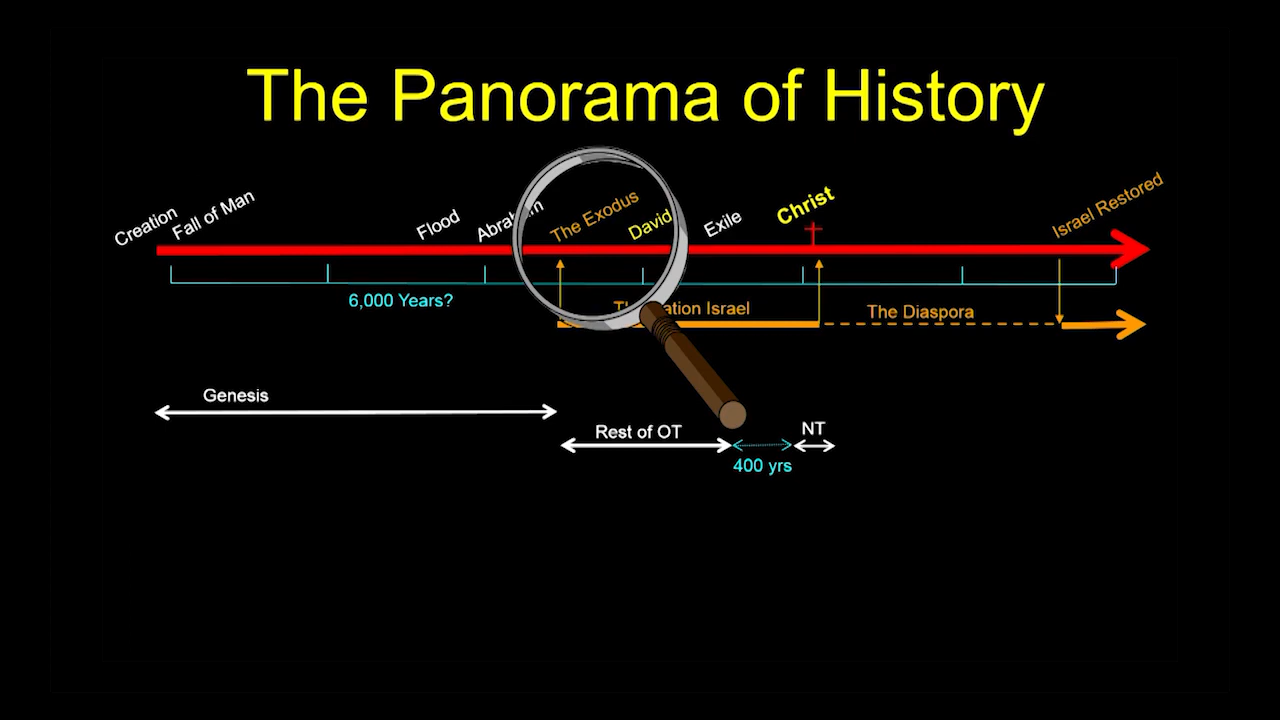 The Panorama of History
Creation
Fall of Man
Flood
The Exodus
David
Exile
Christ
Israel Restored
6,000 Years?
Israel
The Diaspora
Genesis
Rest of OT
400 yrs
NT